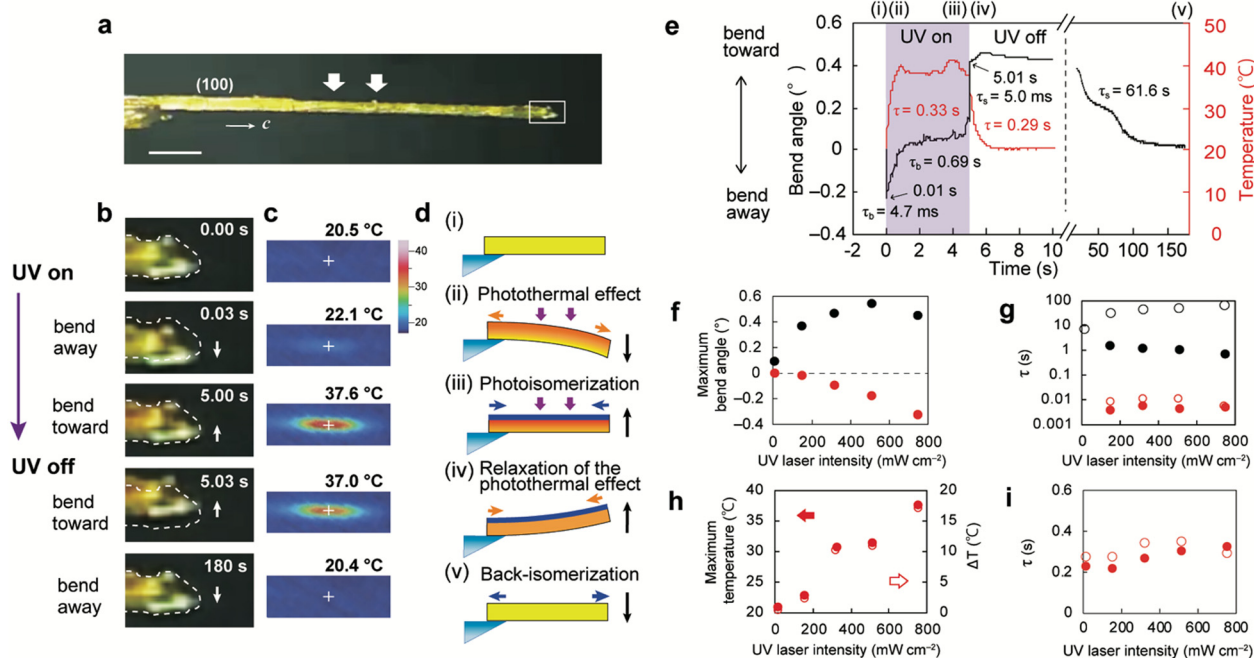 a
(100)
c
b
c
d
UV on
UV off
bend
away
bend
toward
bend
toward
bend
away
0.00 s
0.03 s
5.00 s
5.03 s
180 s
20.5 °C
22.1 °C
37.6 °C
37.0 °C
20.4 °C
40
30
20
(i)
(ii) Photothermal effect
(iii) Photoisomerization
(iv) Relaxation of the
photothermal effect
(v) Back-isomerization
e
bend
toward
bend
away
(i) (ii) (iii) (iv) (v)
UV on UV off
Bend angle (°)
0.6
0.4
0.2
0
–0.2
–0.4
5.01 s
τs = 5.0 ms
τ = 0.33 s
τ = 0.29 s
τb = 0.69 s
0.01 s
τb = 4.7 ms
τs = 61.6 s
50
40
30
20
10
0
Temperature (°C)
0 2 4 6 8 10 50 100 150
Time (s)
f
Maximum
bend angle (°)
0.6
0.4
0.2
0
–0.2
–0.4
0 200 400 600 800
UV laser intensity (mW cm–2)
g
τ (s)
100
10
1
0.1
0.01
0.001
0 200 400 600 800
UV laser intensity (mW cm–2)
h
Maximum
temperature (°C)
40
35
30
25
20
20
15
10
5
0
ΔT (°C)
0 200 400 600 800
UV laser intensity (mW cm–2)
i
τ (s)
0.6
0.4
0.2
0
0 200 400 600 800
UV laser intensity (mW cm–2)